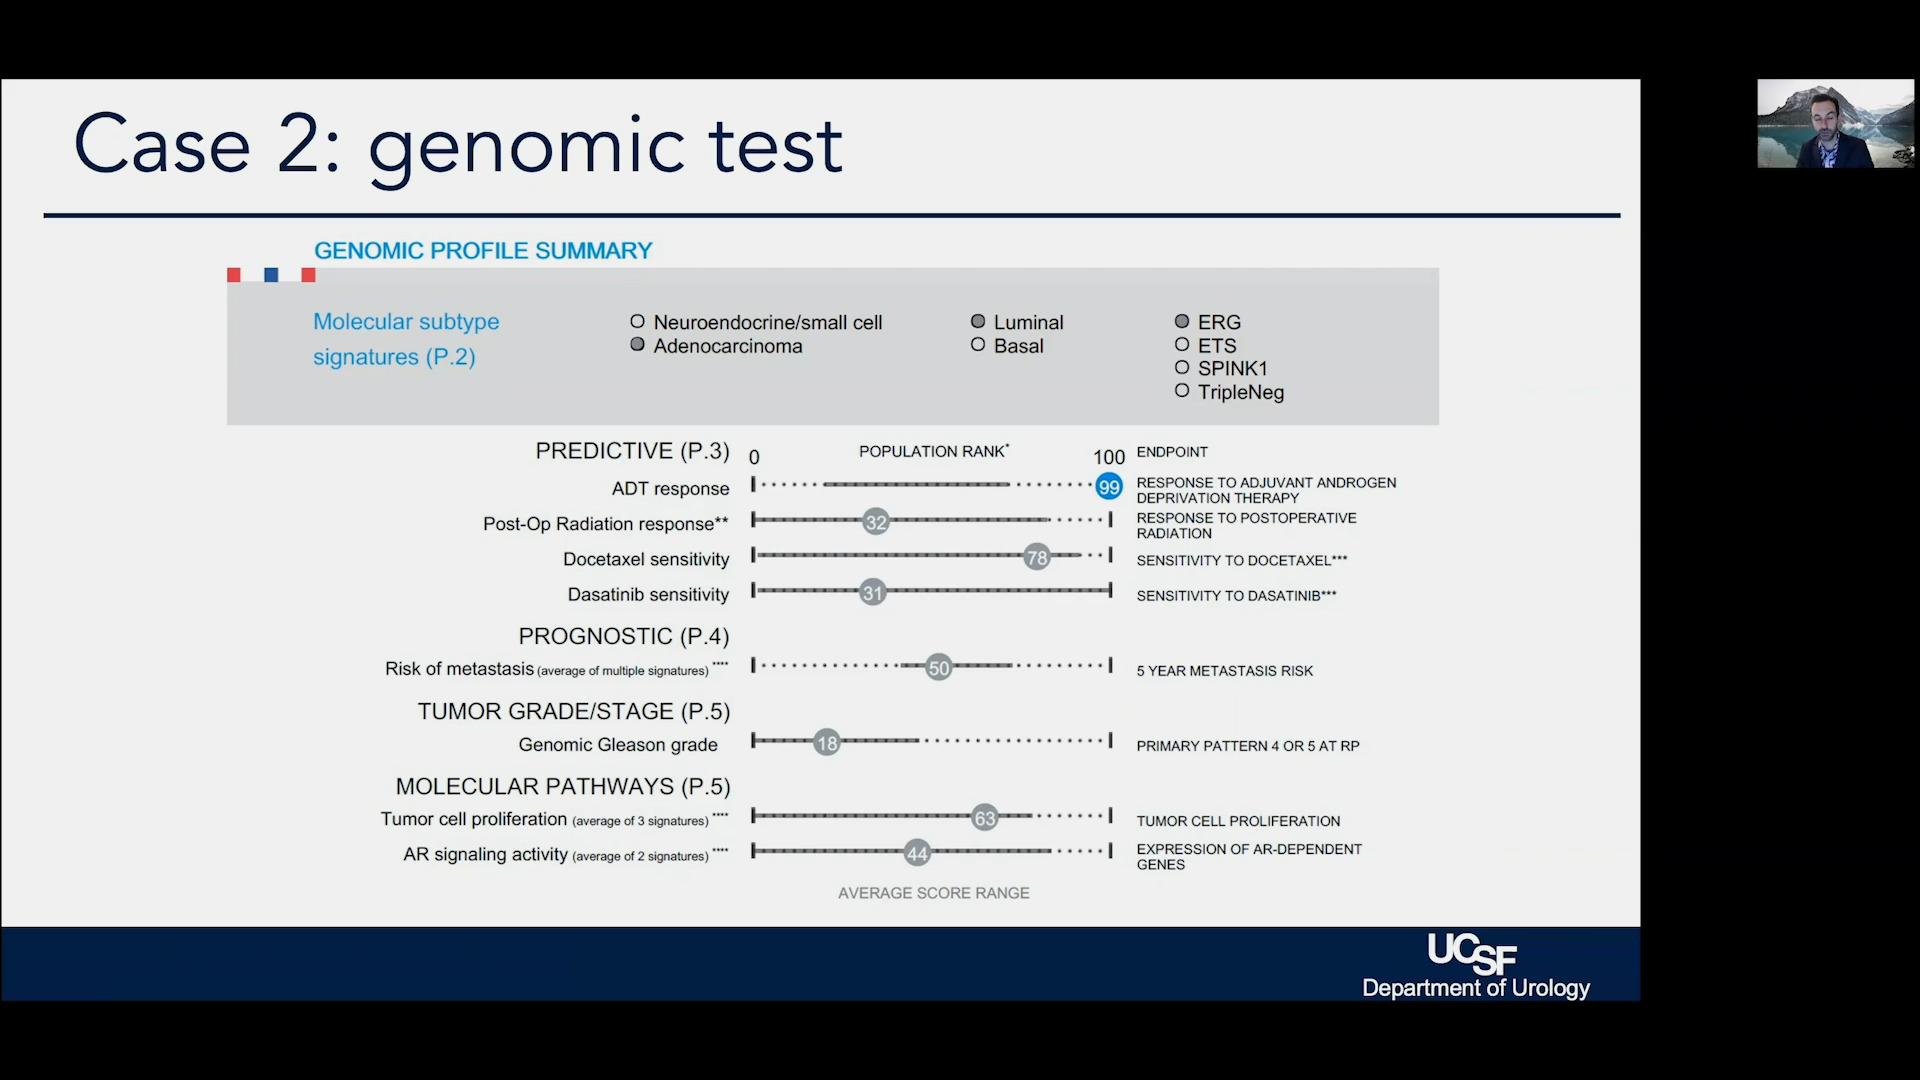 Case 2: genomic test
GENOMIC PROFILE SUMMARY
Molecular subtype
signatures (P.2)
Neuroendocrine/small cell
Adenocarcinoma
Luminal
Basal
ERG
ETS
SPINK1
TripleNeg
PREDICTIVE (P.3) 0 POPULATION RANK* 100 ENDPOINT
ADT response 99 RESPONSE TO ADJUVANT ANDROGEN
DEPRIVATION THERAPY
Post-Op Radiation response** 32 RESPONSE TO POSTOPERATIVE
RADIATION
Docetaxel sensitivity 78 SENSITIVITY TO DOCETAXEL***
Dasatinib sensitivity 31 SENSITIVITY TO DASATINIB***
PROGNOSTIC (P.4)
Risk of metastasis (average of multiple signatures) **** 50 5 YEAR METASTASIS RISK
TUMOR GRADE/STAGE (P.5)
Genomic Gleason grade 18 PRIMARY PATTERN 4 OR 5 AT RP
MOLECULAR PATHWAYS (P.5)
Tumor cell proliferation (average of 3 signatures) **** 63 TUMOR CELL PROLIFERATION
AR signaling activity (average of 2 signatures) **** 44 EXPRESSION OF AR-DEPENDENT
GENES
AVERAGE SCORE RANGE
UCSF
Department of Urology